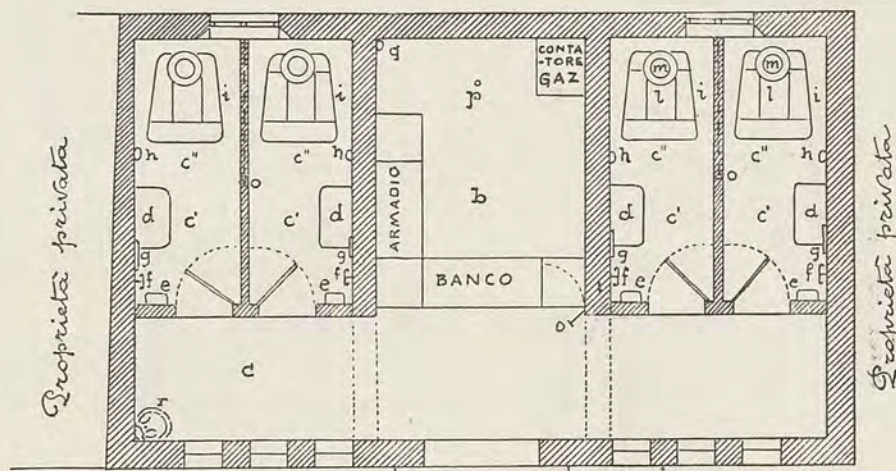 Proprietà privata
q
CONTA
-TORE
GAZ
p°
i
i
m
m
l
i
l
i
h
c"
c"
h
h
c"
c"
h
o
ARMADIO
b
o
d
c'
c'
d
d
c'
c'
d
g
g
g
g
f
e
e
f
BANCO
f
e
e
f
o
d
r
Proprietà privata